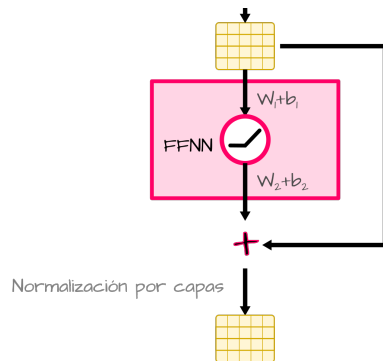 W₁+b₁
FFNN
W₂+b₂
+
Normalización por capas